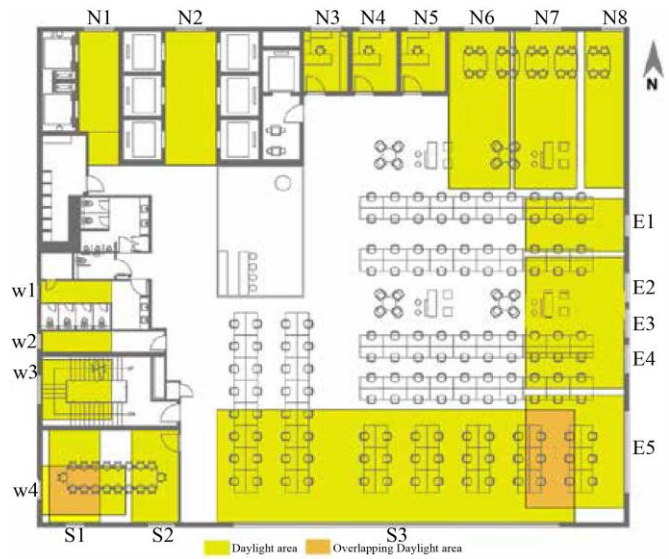 N1 N2 N3 N4 N5 N6 N7 N8
N
E1
E2
E3
E4
E5
w1
w2
w3
w4
S1 S2 S3
Daylight area Overlapping Daylight area